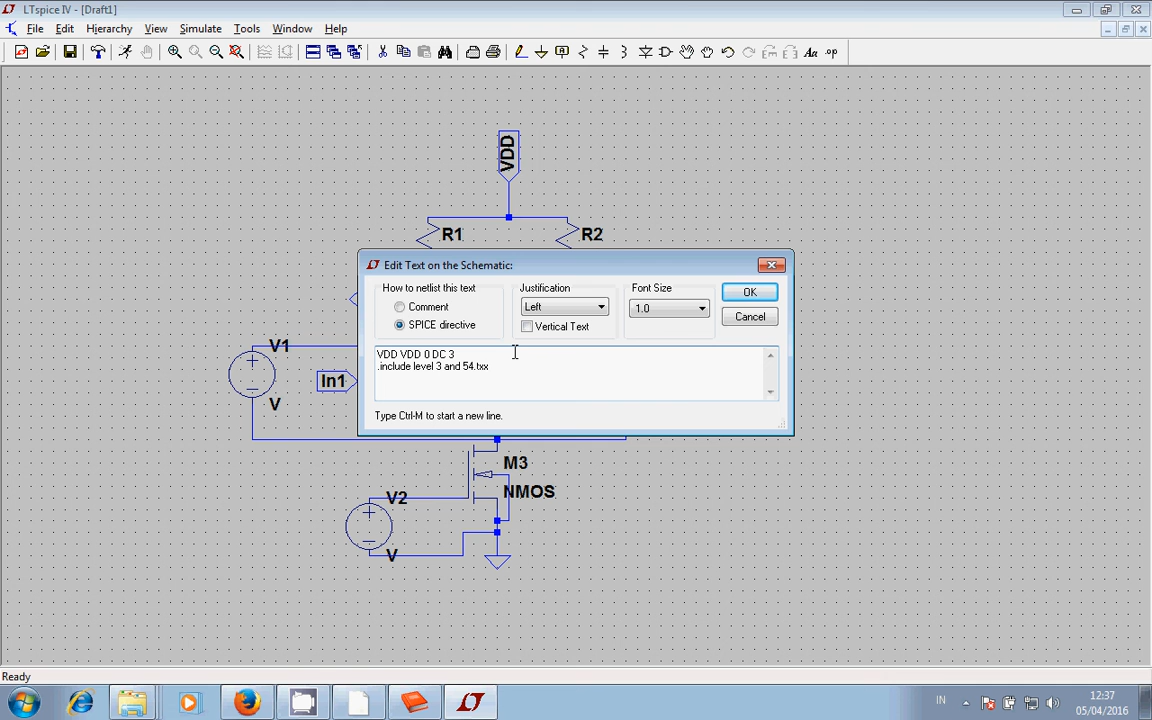 LTspice IV - [Draft1]
File Edit Hierarchy View Simulate Tools Window Help
Aα .op
VDD
R1
R2
Edit Text on the Schematic:
How to netlist this text
Comment
SPICE directive
Justification
Left
Vertical Text
Font Size
1.0
OK
Cancel
VDD VDD 0 DC 3
.include level 3 and 54.txx
Type Ctrl-M to start a new line.
V1
V
In1
M3
NMOS
V2
V
Ready
IN
12:37
05/04/2016